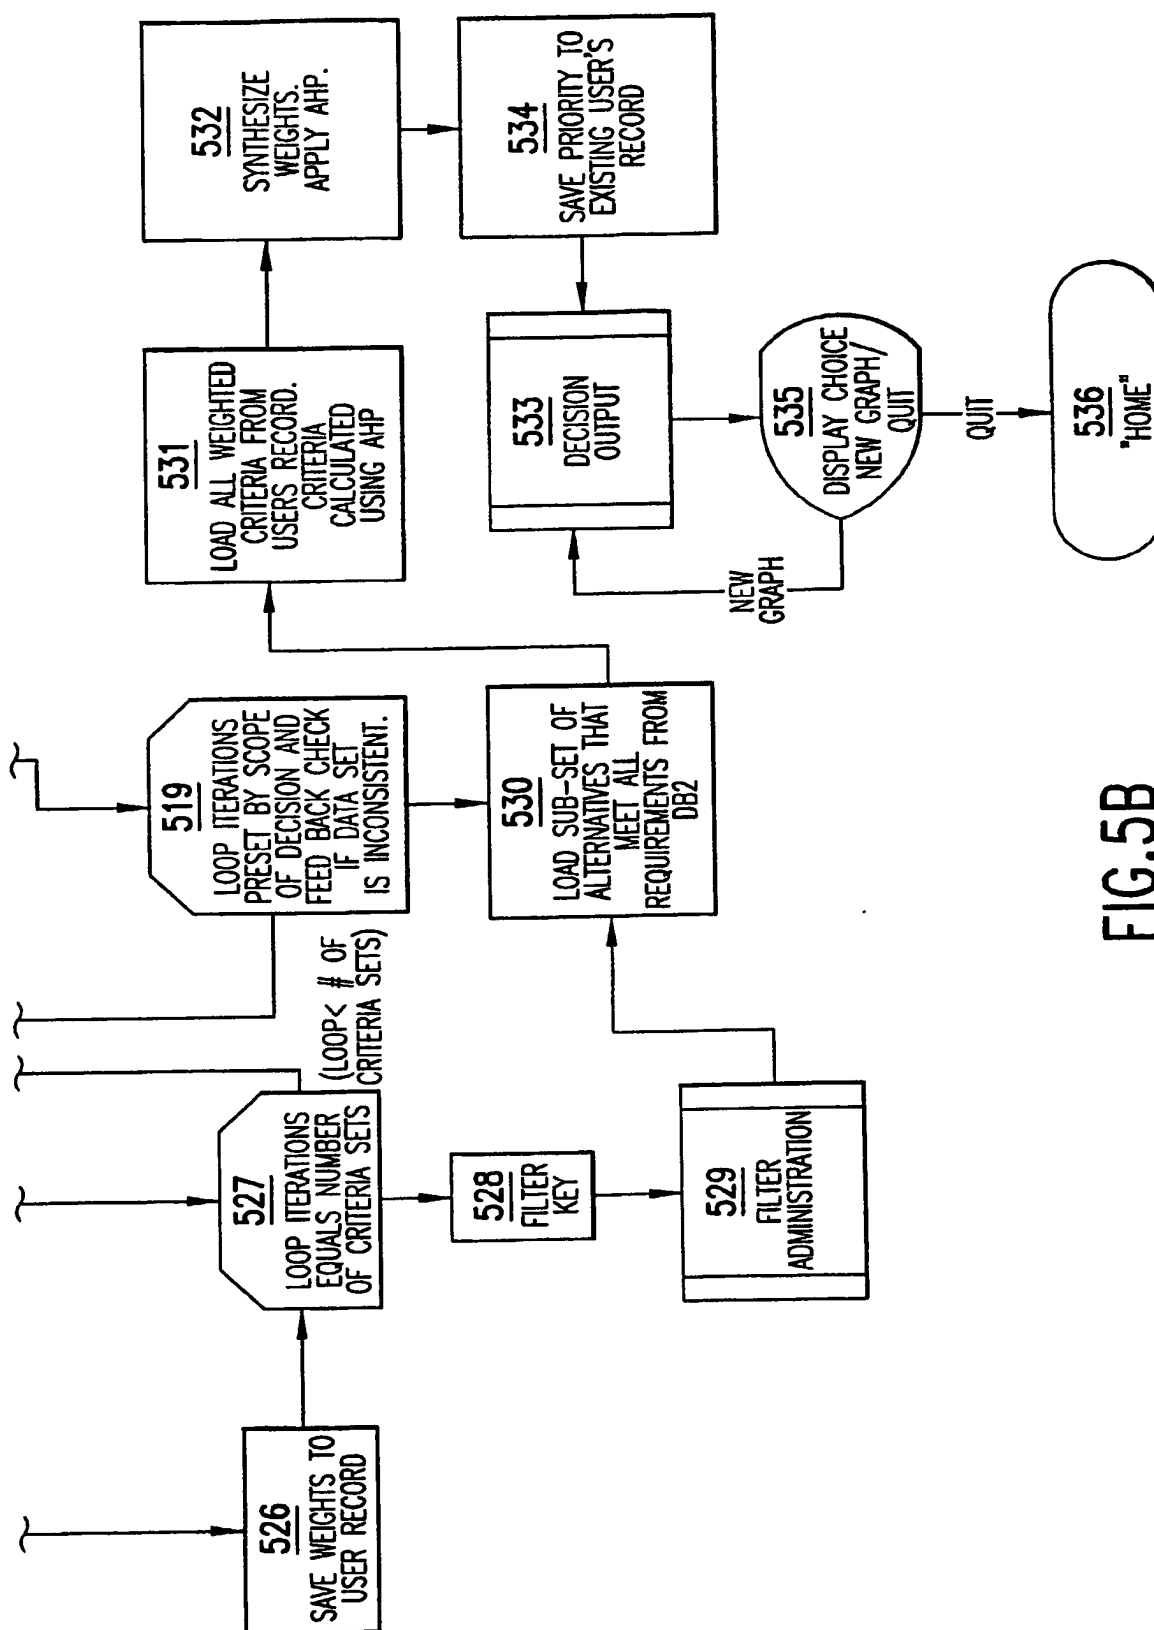 526
SAVE WEIGHTS TO
USER RECORD
527
LOOP ITERATIONS
EQUALS NUMBER
OF CRITERIA SETS
(LOOP< # OF
CRITERIA SETS)
528
FILTER
KEY
529
FILTER
ADMINISTRATION
519
LOOP ITERATIONS
PRESET BY SCOPE
OF DECISION AND
FEED BACK CHECK
IF DATA SET
IS INCONSISTENT.
530
LOAD SUB-SET OF
ALTERNATIVES THAT
MEET ALL
REQUIREMENTS FROM
DB2
531
LOAD ALL WEIGHTED
CRITERIA FROM
USERS RECORD.
CRITERIA
CALCULATED
USING AHP
532
SYNTHESIZE
WEIGHTS.
APPLY AHP.
534
SAVE PRIORITY TO
EXISTING USER'S
RECORD
533
DECISION
OUTPUT
NEW
GRAPH
535
DISPLAY CHOICE
NEW GRAPH/
QUIT
QUIT
536
"HOME"
FIG.5B